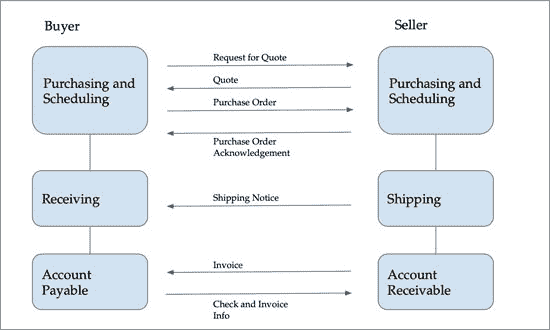 Buyer
Seller
Purchasing and
Scheduling
Request for Quote
Quote
Purchase Order
Purchase Order
Acknowledgement
Purchasing and
Scheduling
Receiving
Shipping Notice
Shipping
Account
Payable
Invoice
Check and Invoice
Info
Account
Receivable